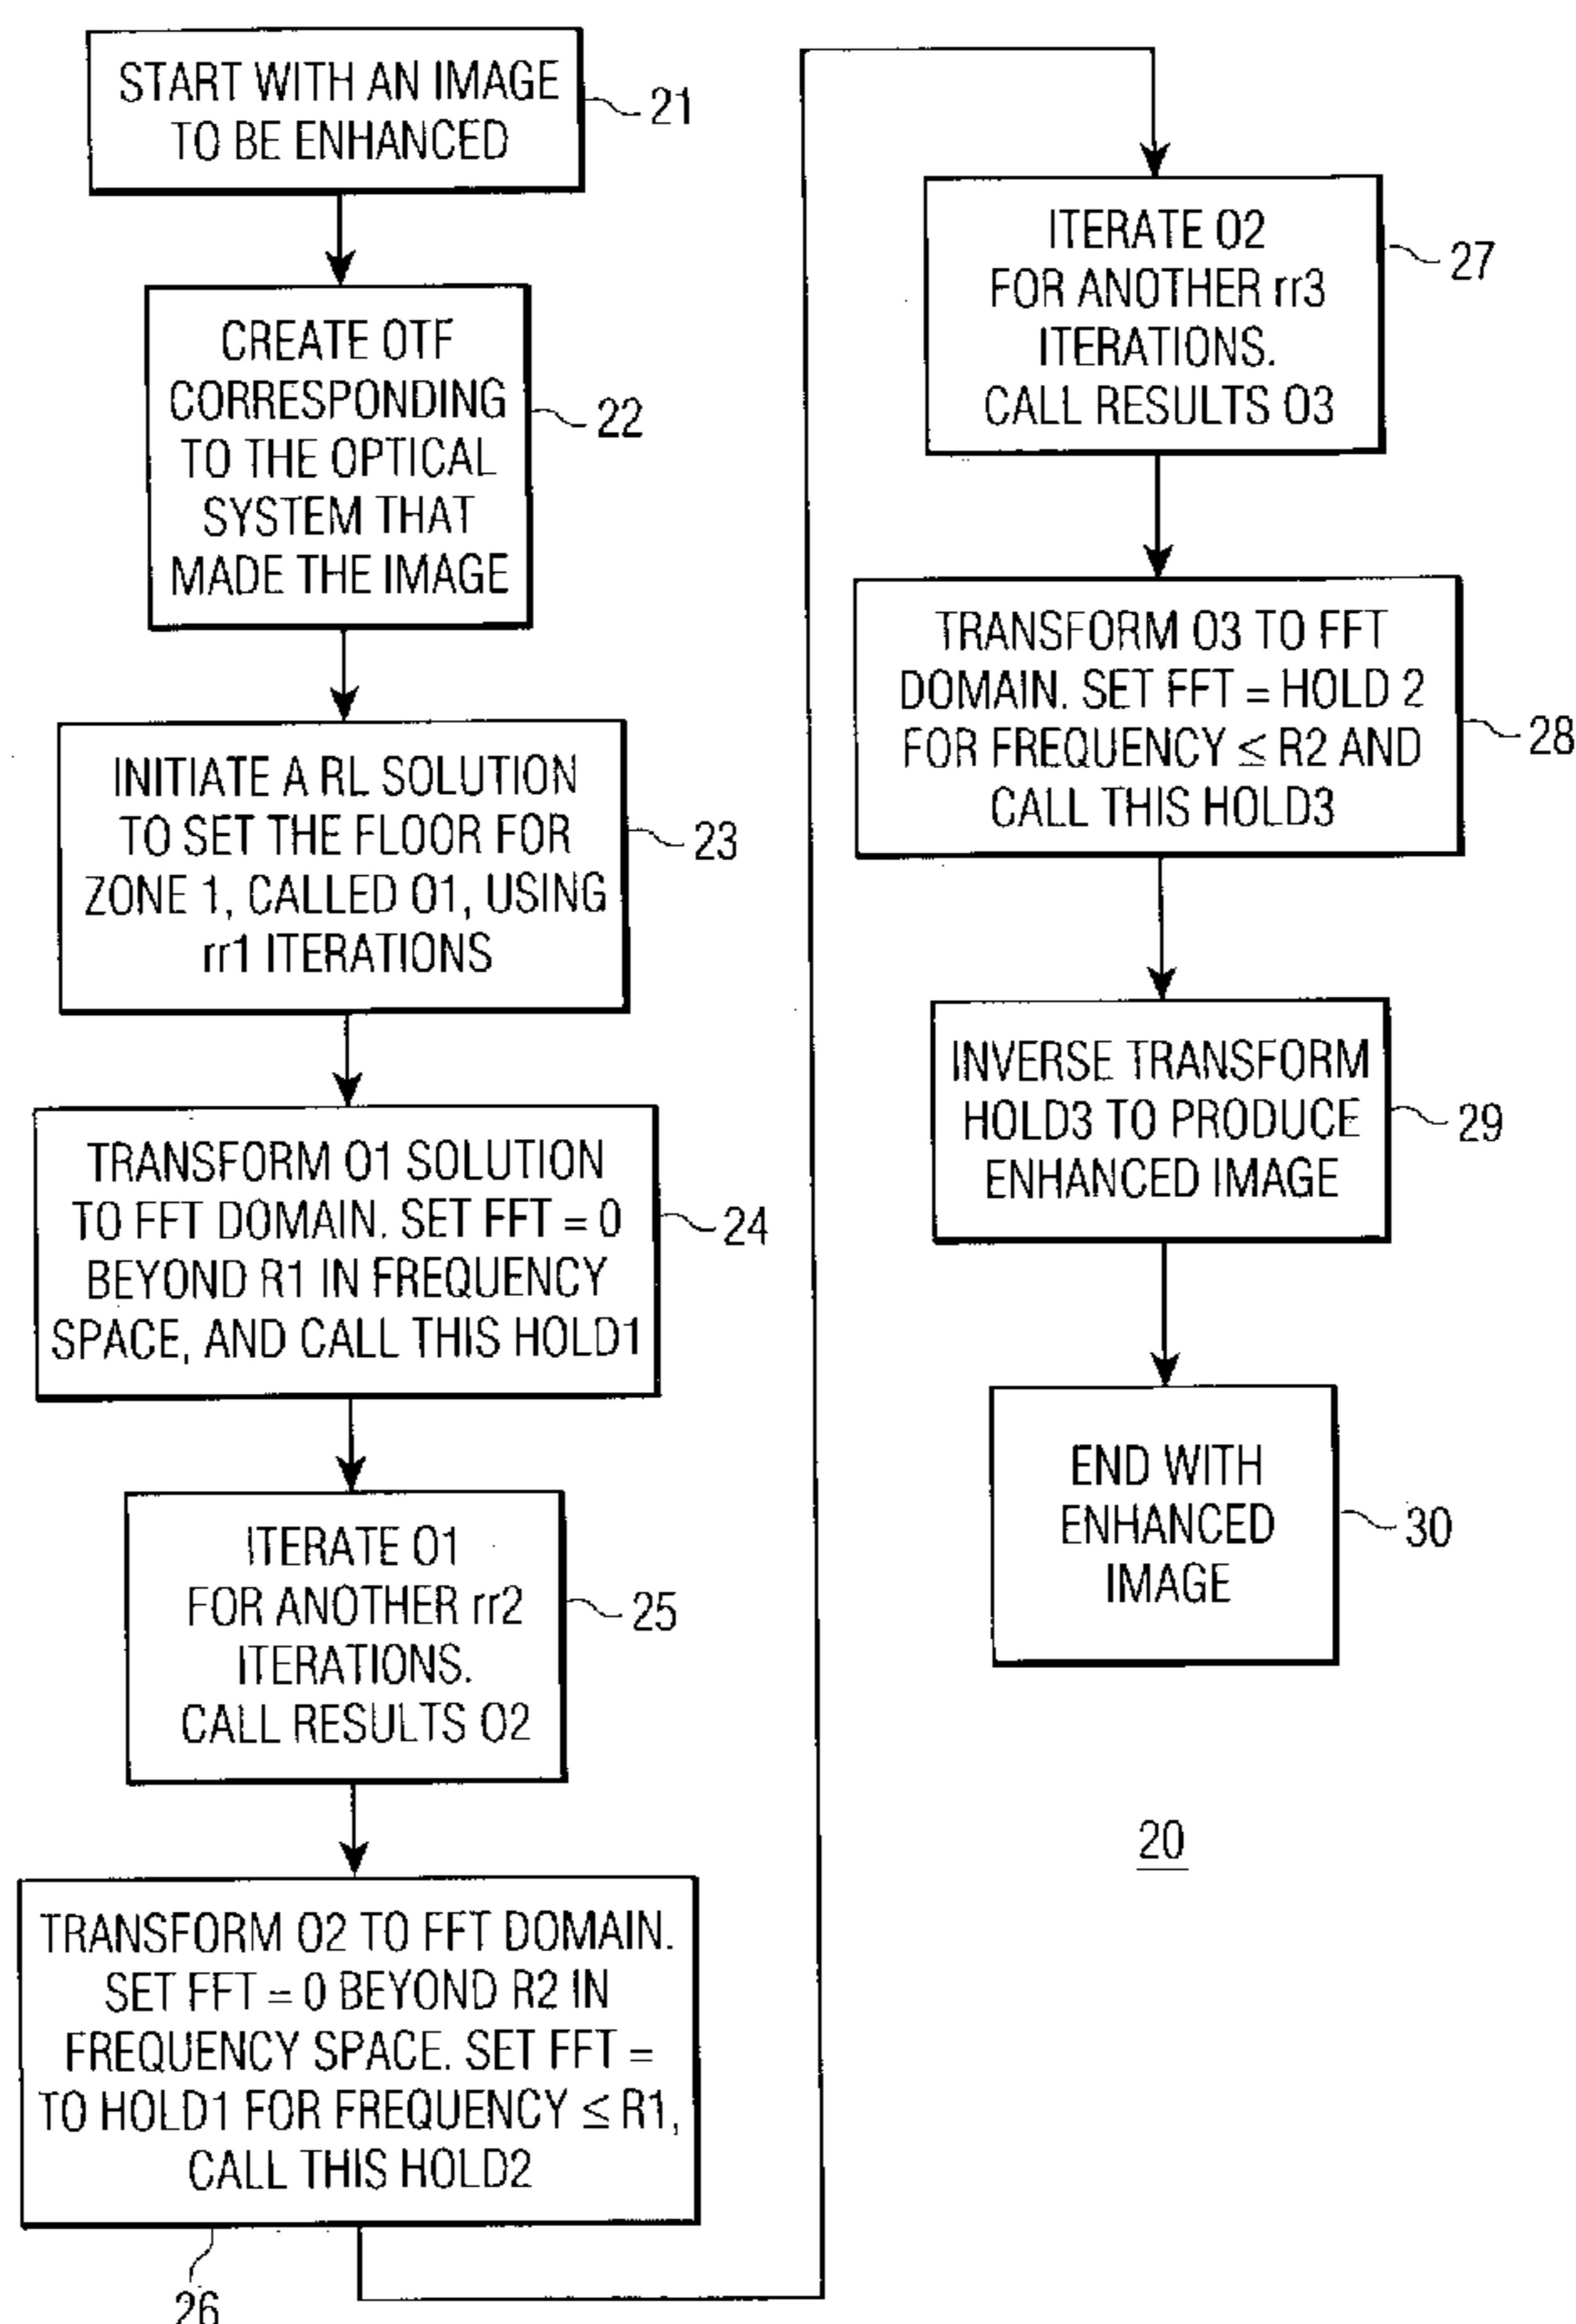 START WITH AN IMAGE
TO BE ENHANCED
21
CREATE OTF
CORRESPONDING
TO THE OPTICAL
SYSTEM THAT
MADE THE IMAGE
22
INITIATE A RL SOLUTION
TO SET THE FLOOR FOR
ZONE 1, CALLED O1, USING
rr1 ITERATIONS
23
TRANSFORM O1 SOLUTION
TO FFT DOMAIN. SET FFT = 0
BEYOND R1 IN FREQUENCY
SPACE, AND CALL THIS HOLD1
24
ITERATE O1
FOR ANOTHER rr2
ITERATIONS.
CALL RESULTS O2
25
TRANSFORM O2 TO FFT DOMAIN.
SET FFT = 0 BEYOND R2 IN
FREQUENCY SPACE. SET FFT =
TO HOLD1 FOR FREQUENCY ≤ R1,
CALL THIS HOLD2
26
ITERATE O2
FOR ANOTHER rr3
ITERATIONS.
CALL RESULTS O3
27
TRANSFORM O3 TO FFT
DOMAIN. SET FFT = HOLD 2
FOR FREQUENCY ≤ R2 AND
CALL THIS HOLD3
28
INVERSE TRANSFORM
HOLD3 TO PRODUCE
ENHANCED IMAGE
29
END WITH
ENHANCED
IMAGE
30
20